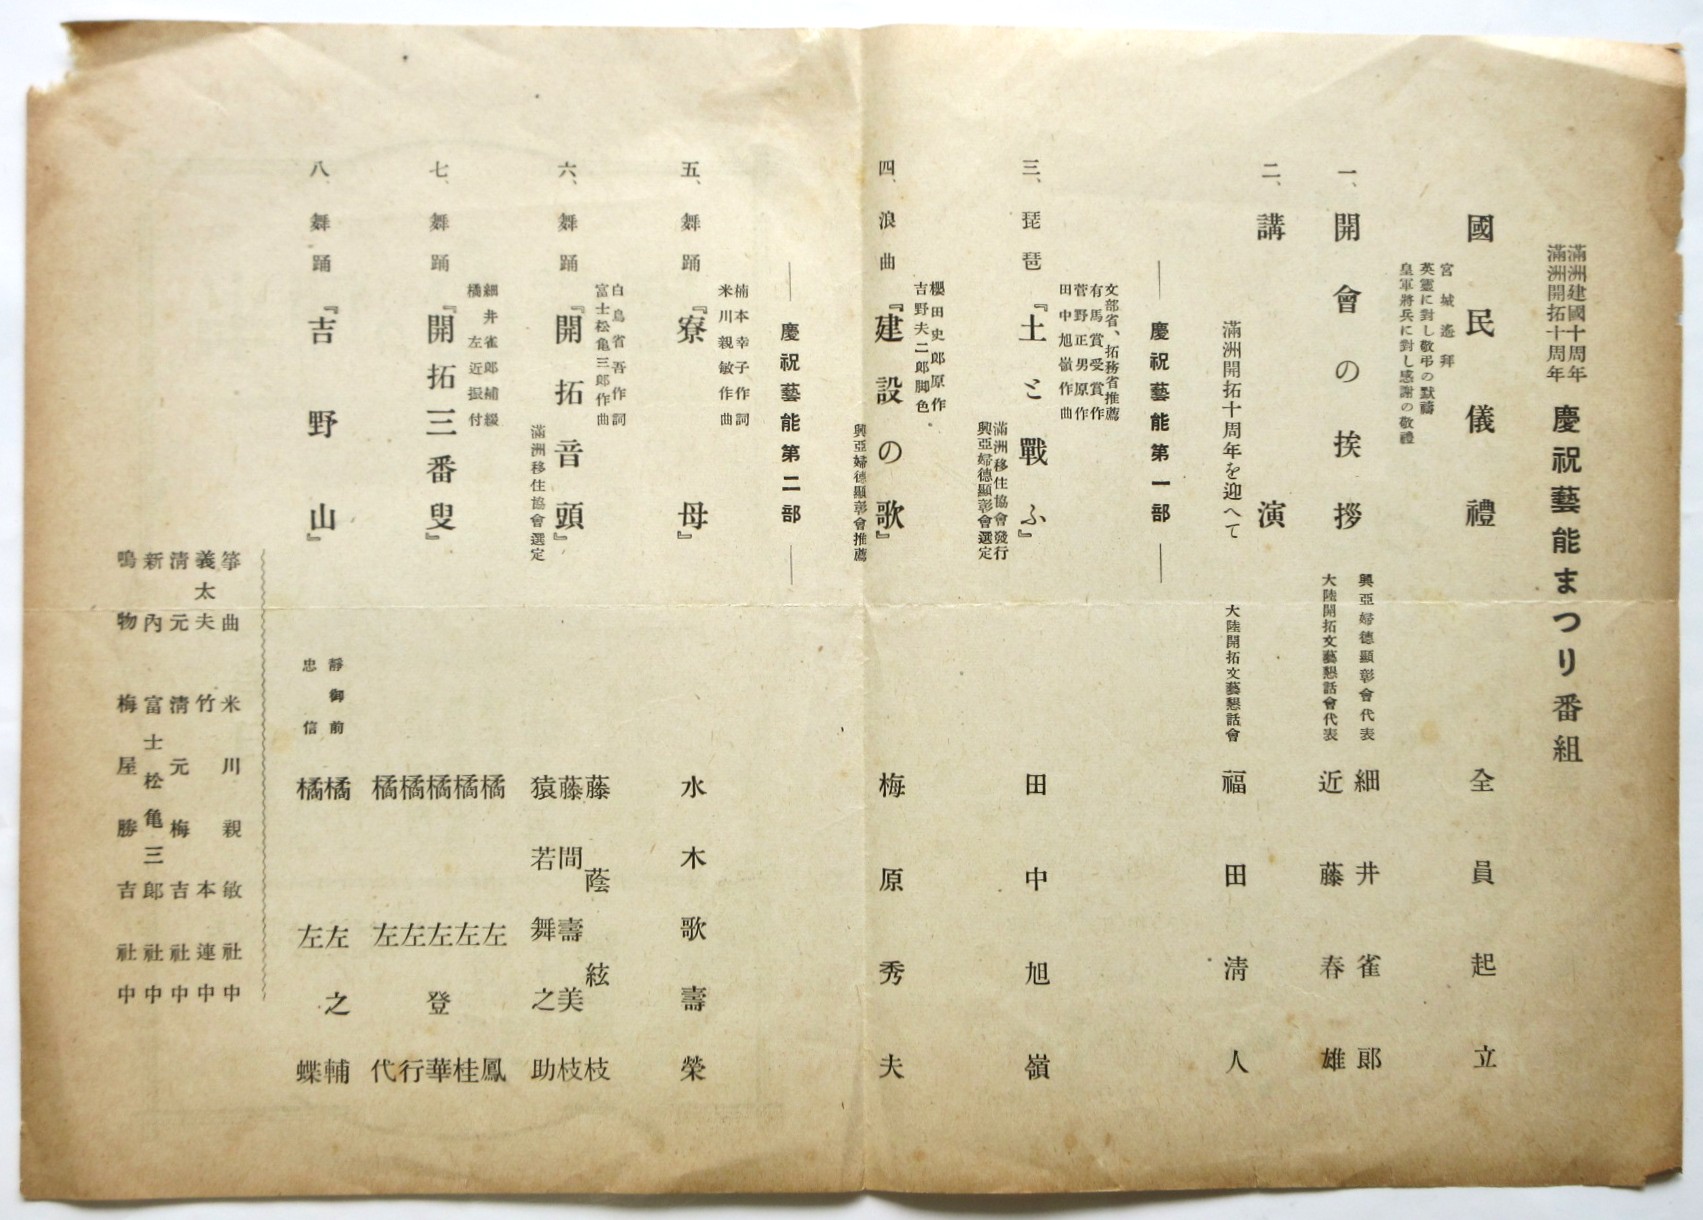 滿洲建國十周年
滿洲開拓十周年
慶祝藝能まつり番組
國民儀禮
全員起立
宮城遙拜
英靈に對し敬弔の默禱
皇軍將兵に對し感謝の敬禮
一、開會の挨拶
興亞婦德顯彰會代表 細井雀郎
大陸開拓文藝懇話會代表 近藤春雄
二、講演
滿洲開拓十周年を迎へて
大陸開拓文藝懇話會 福田淸人
慶祝藝能第一部
文部省、拓務省推薦
有馬賞受賞作
菅野正男原作
田中旭嶺作曲
三、琵琶『土と戰ふ』
田中旭嶺
滿洲移住協會發行
興亞婦德顯彰會選定
櫻田史郎原作
吉野夫二郎脚色
四、浪曲『建設の歌』
梅原秀夫
興亞婦德顯彰會推薦
慶祝藝能第二部
楠本幸子作詞
米川親敏作曲
五、舞踊『寮母』
水木歌壽榮
白鳥省吾作詞
富士松亀三郎作曲
六、舞踊『開拓音頭』
滿洲移住協會選定
藤蔭絃枝
藤間壽美枝
猿若舞之助
細井雀郎補綴
橘左近振付
七、舞踊『開拓三番叟』
橘左鳳
橘左桂
橘左登華
橘左行
橘左代
八、舞踊『吉野山』
靜御前 橘左之輔
忠信 橘左蝶
箏曲 米川親敏社中
義太夫 竹本連中
淸元 淸元梅吉社中
新內 富士松亀三郎社中
鳴物 梅屋勝吉社中